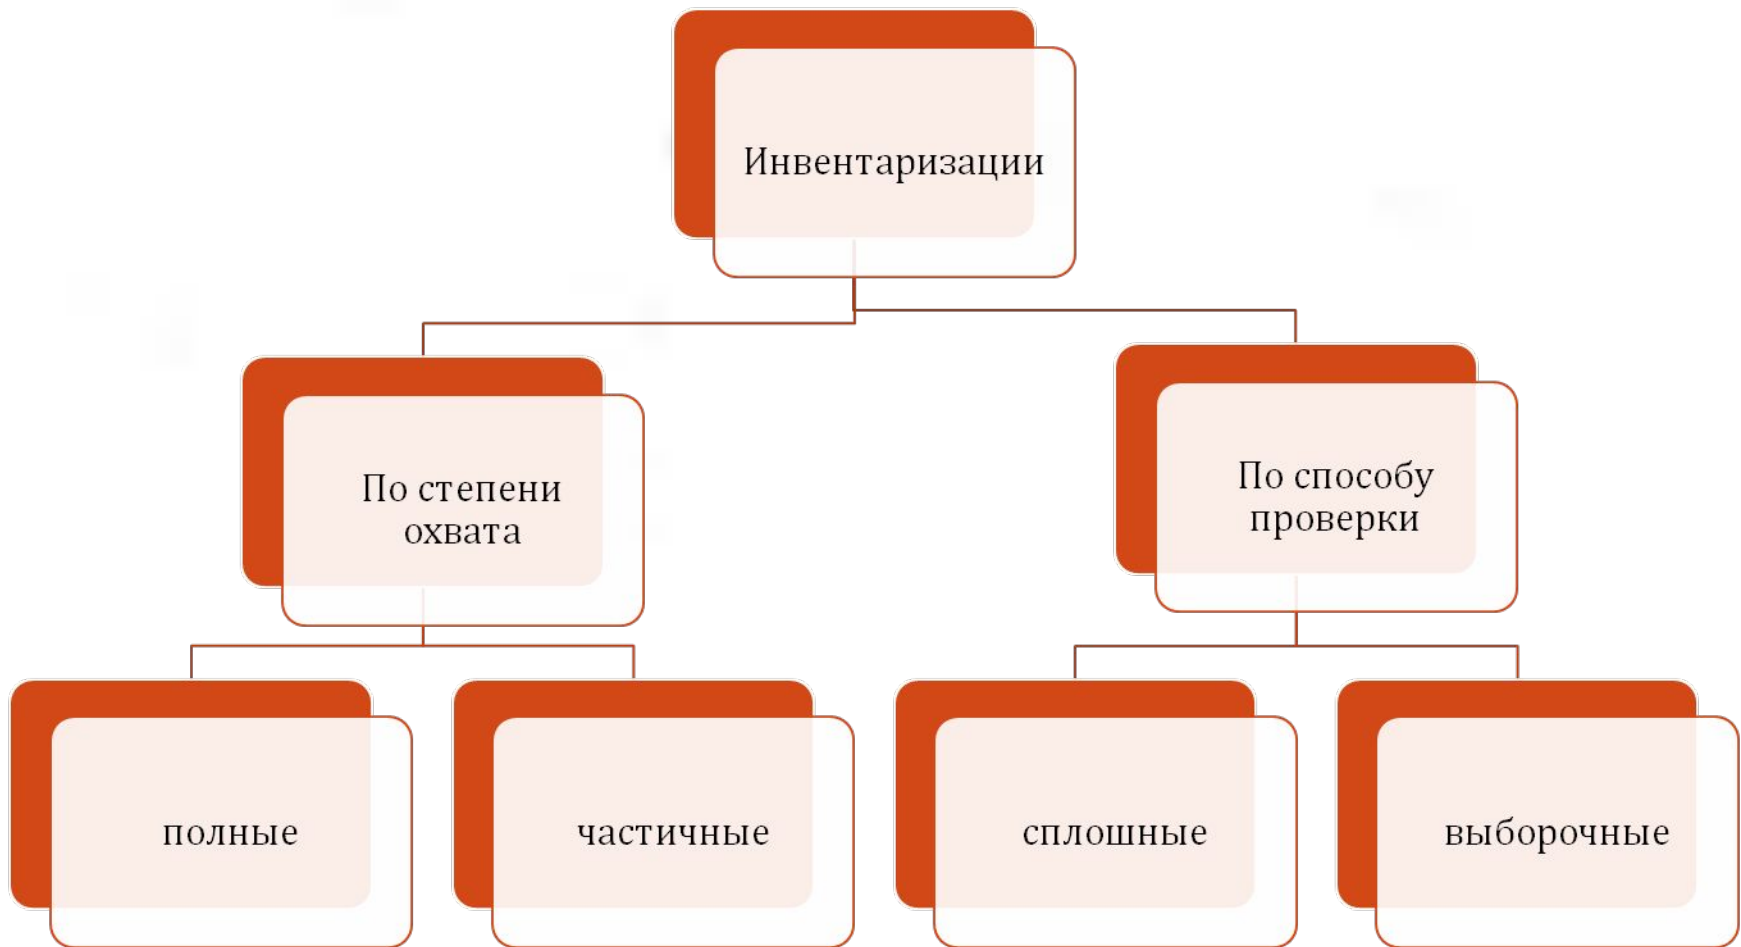 Инвентаризации
По степени
охвата
По способу
проверки
полные
частичные
сплошные
выборочные